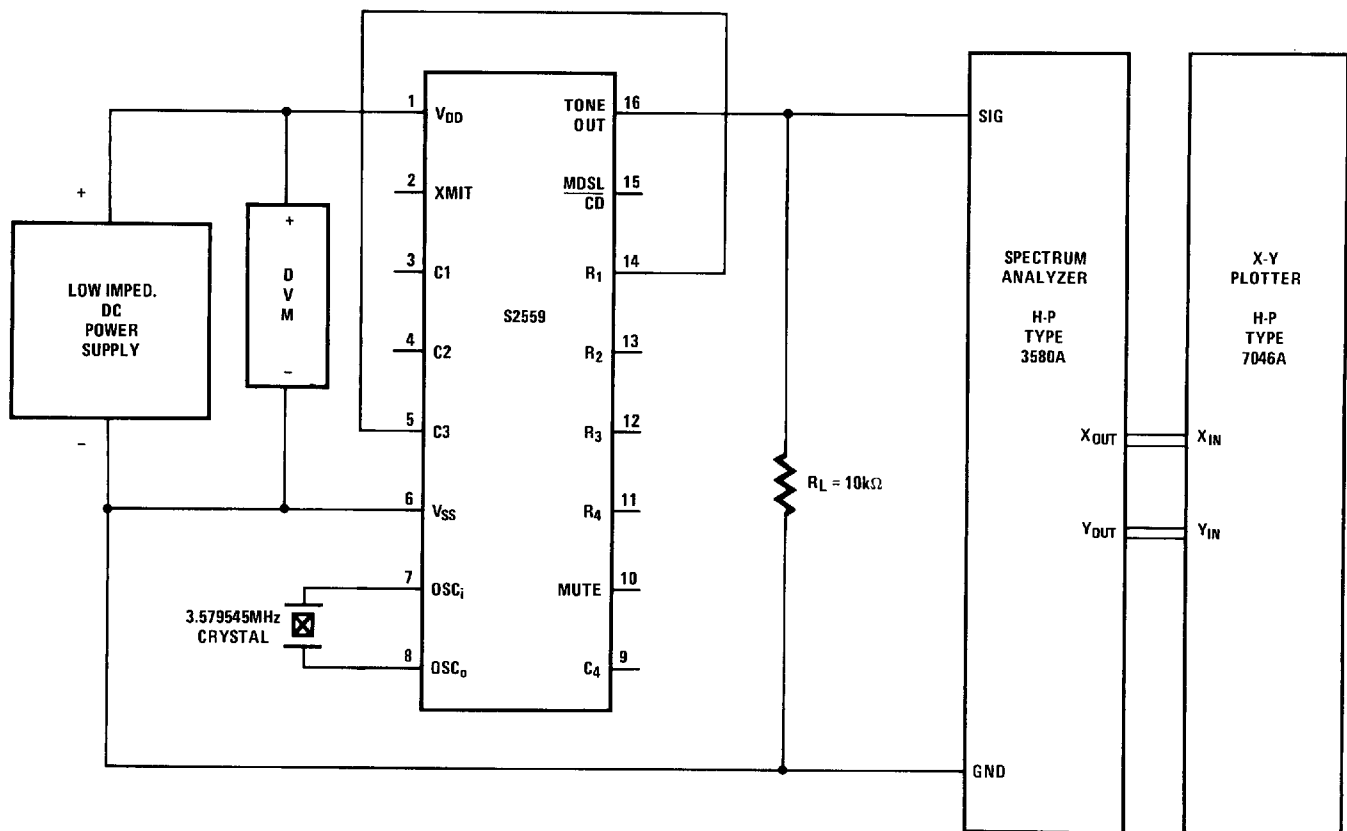 +
LOW IMPED.
DC
POWER
SUPPLY
−
+
D
V
M
−
3.579545MHz
CRYSTAL
1
2
3
4
5
6
7
8
V_DD
XMIT
C1
C2
C3
V_SS
OSC_i
OSC_o
S2559
TONE
OUT
MDSL
CD
R_1
R_2
R_3
R_4
MUTE
C_4
16
15
14
13
12
11
10
9
R_L = 10kΩ
SIG
SPECTRUM
ANALYZER
H-P
TYPE
3580A
X_OUT
Y_OUT
GND
X-Y
PLOTTER
H-P
TYPE
7046A
X_IN
Y_IN